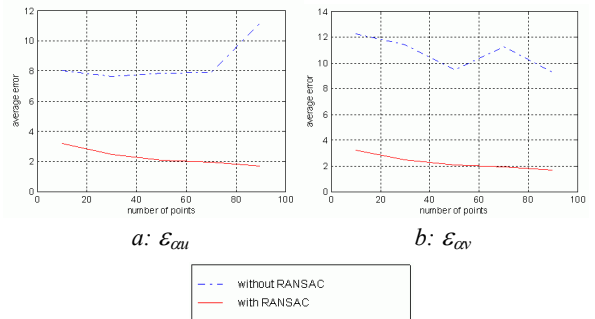 average error
12
10
8
6
4
2
0
0 20 40 60 80 100
number of points
a: εαu
average error
14
12
10
8
6
4
2
0
0 20 40 60 80 100
number of points
b: εαv
without RANSAC
with RANSAC